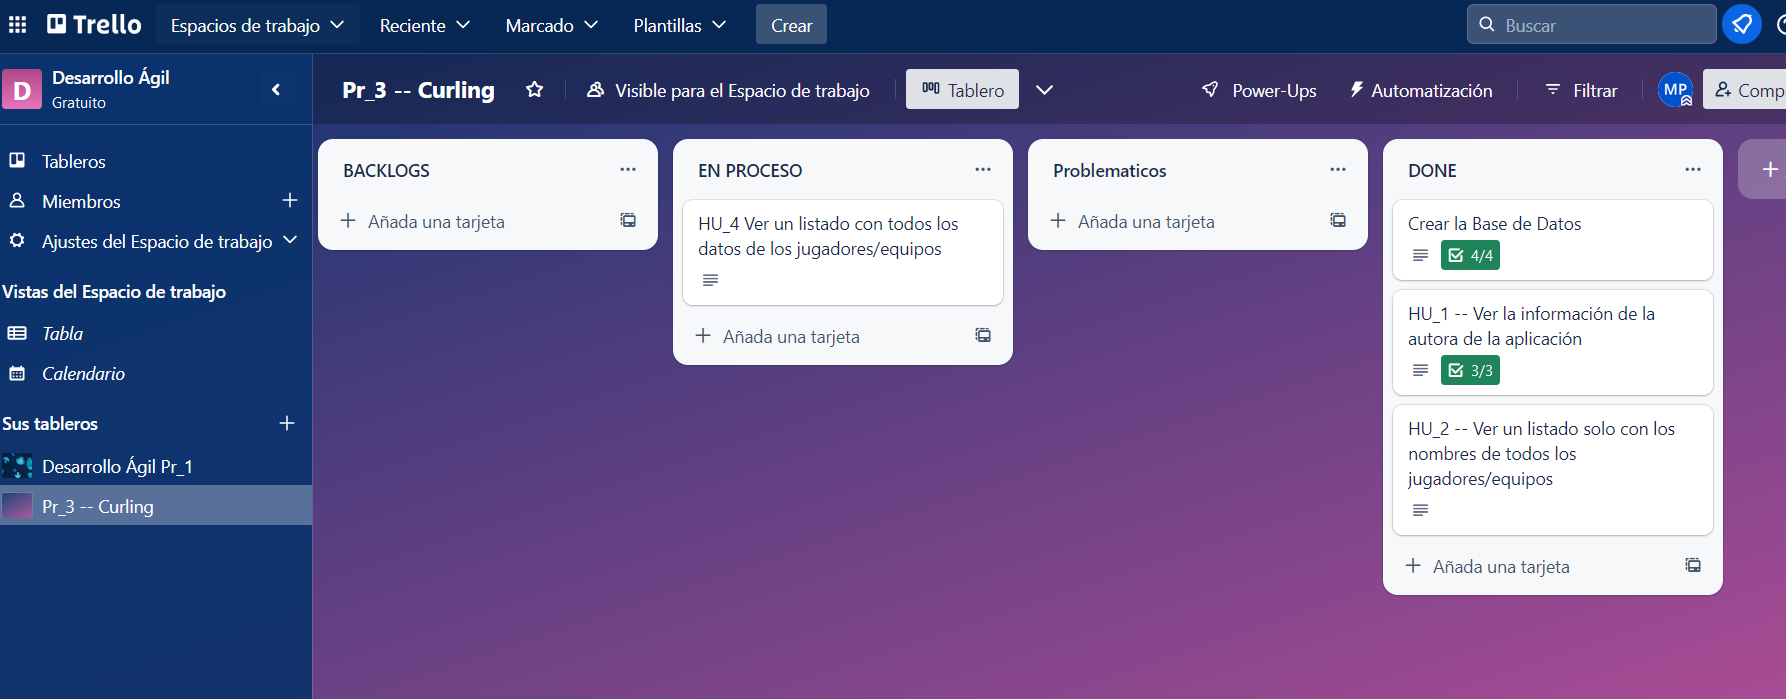 Trello
Espacios de trabajo
Reciente
Marcado
Plantillas
Crear
Buscar
D
Desarrollo Ágil
Gratuito
Pr_3 -- Curling
Visible para el Espacio de trabajo
Tablero
Power-Ups
Automatización
Filtrar
MP
Tableros
Miembros
Ajustes del Espacio de trabajo
Vistas del Espacio de trabajo
Tabla
Calendario
Sus tableros
Desarrollo Ágil Pr_1
Pr_3 -- Curling
BACKLOGS
Añada una tarjeta
EN PROCESO
HU_4 Ver un listado con todos los
datos de los jugadores/equipos
Añada una tarjeta
Problematicos
Añada una tarjeta
DONE
Crear la Base de Datos
4/4
HU_1 -- Ver la información de la
autora de la aplicación
3/3
HU_2 -- Ver un listado solo con los
nombres de todos los
jugadores/equipos
Añada una tarjeta